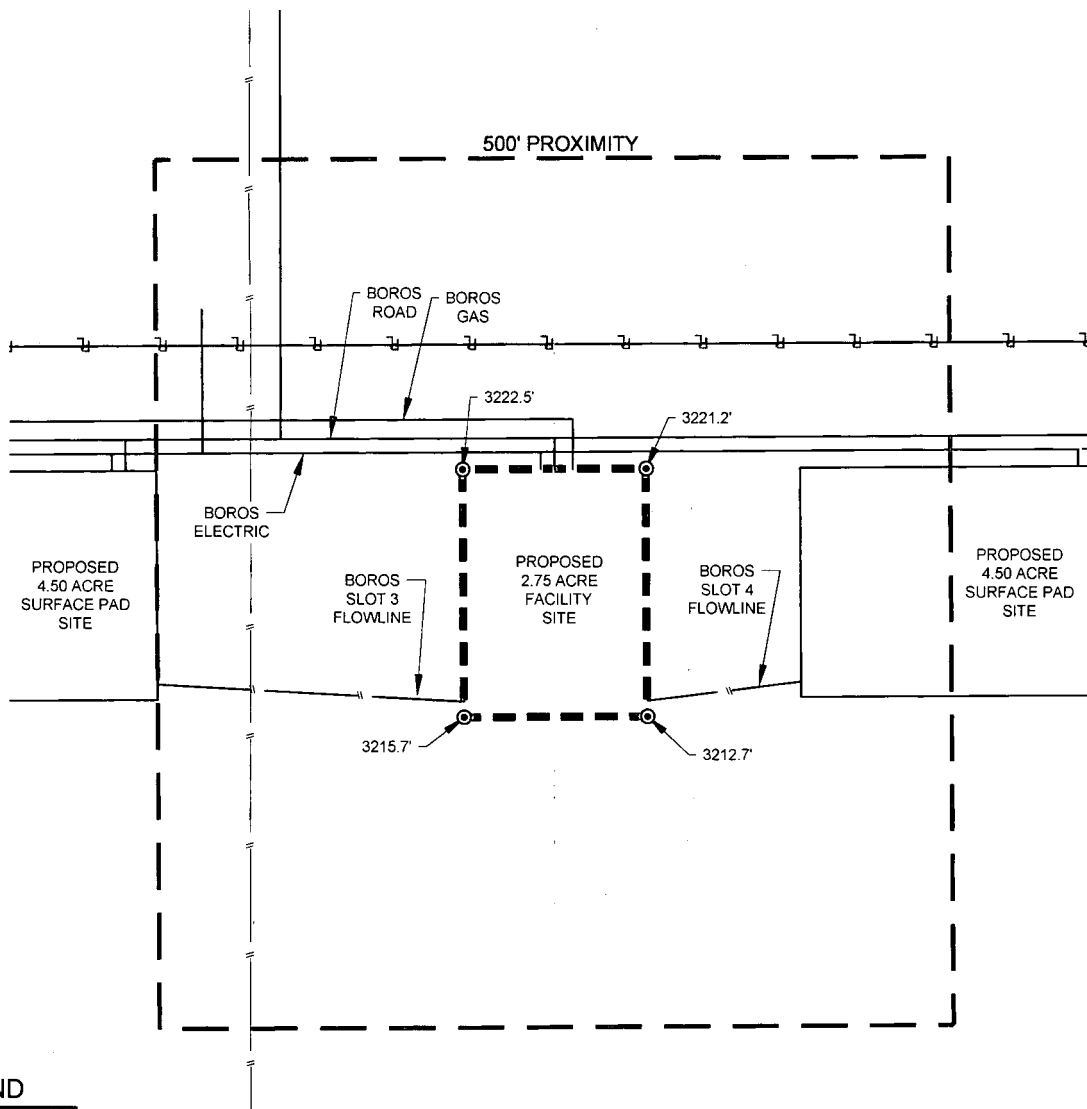 500' PROXIMITY
BOROS
ROAD
BOROS
GAS
3222.5'
3221.2'
BOROS
ELECTRIC
PROPOSED
4.50 ACRE
SURFACE PAD
SITE
BOROS
SLOT 3
FLOWLINE
PROPOSED
2.75 ACRE
FACILITY
SITE
BOROS
SLOT 4
FLOWLINE
PROPOSED
4.50 ACRE
SURFACE PAD
SITE
3215.7'
3212.7'
ND